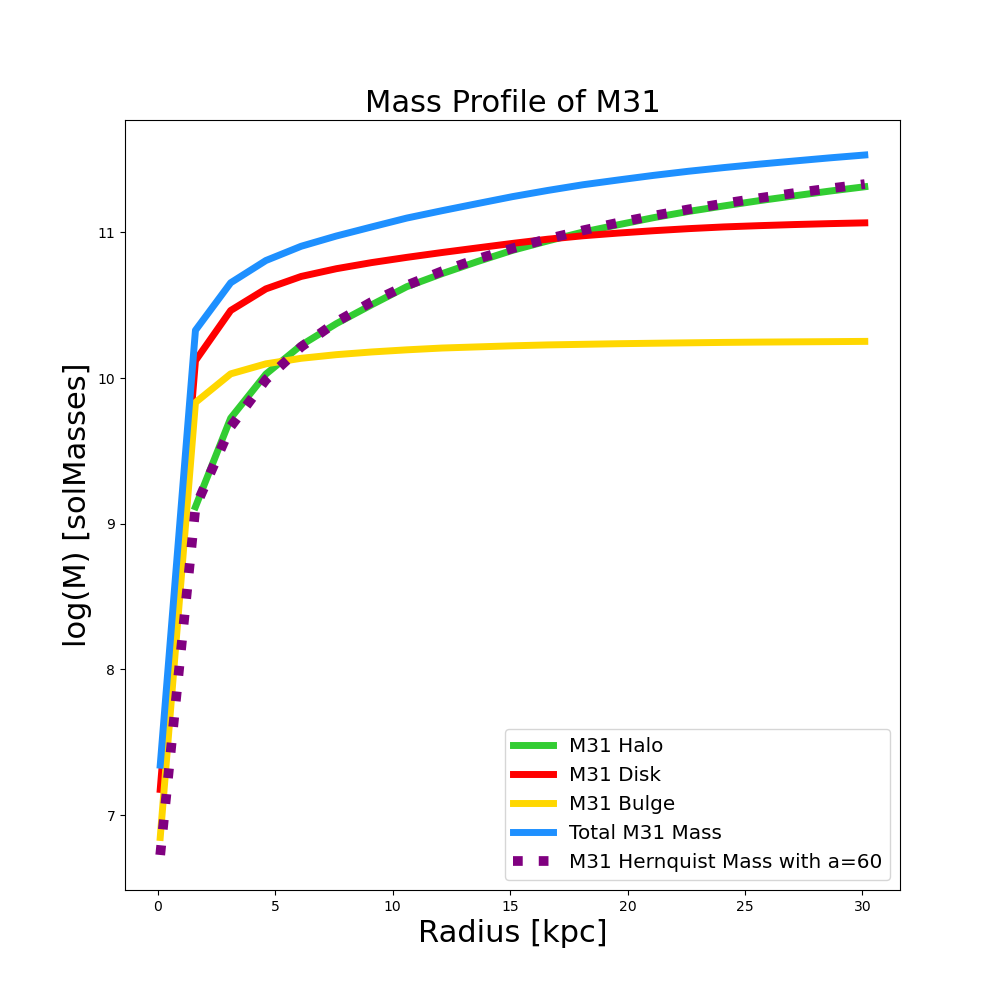 Mass Profile of M31
log(M) [solMasses]
11
10
9
8
7
M31 Halo
M31 Disk
M31 Bulge
Total M31 Mass
M31 Hernquist Mass with a=60
0 5 10 15 20 25 30
Radius [kpc]